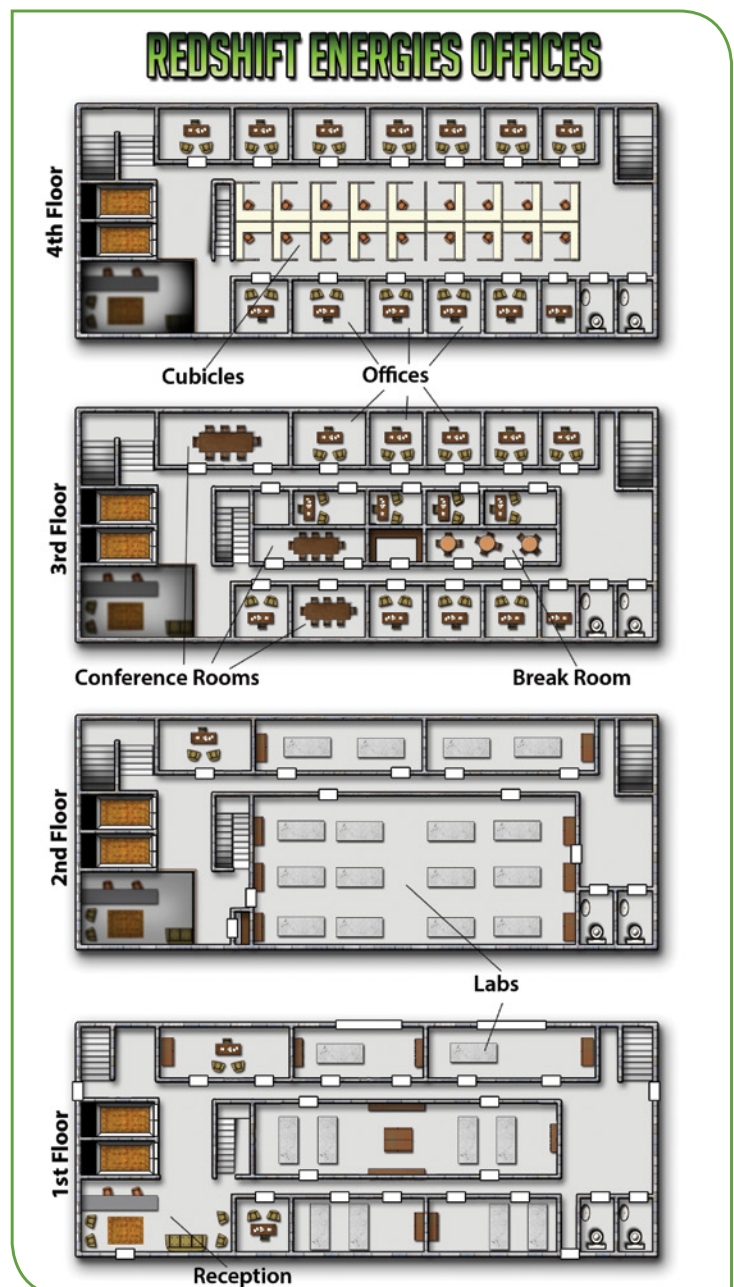 REDSHIFT ENERGIES OFFICES
4th Floor
Cubicles
Offices
3rd Floor
Conference Rooms
Break Room
2nd Floor
Labs
1st Floor
Reception